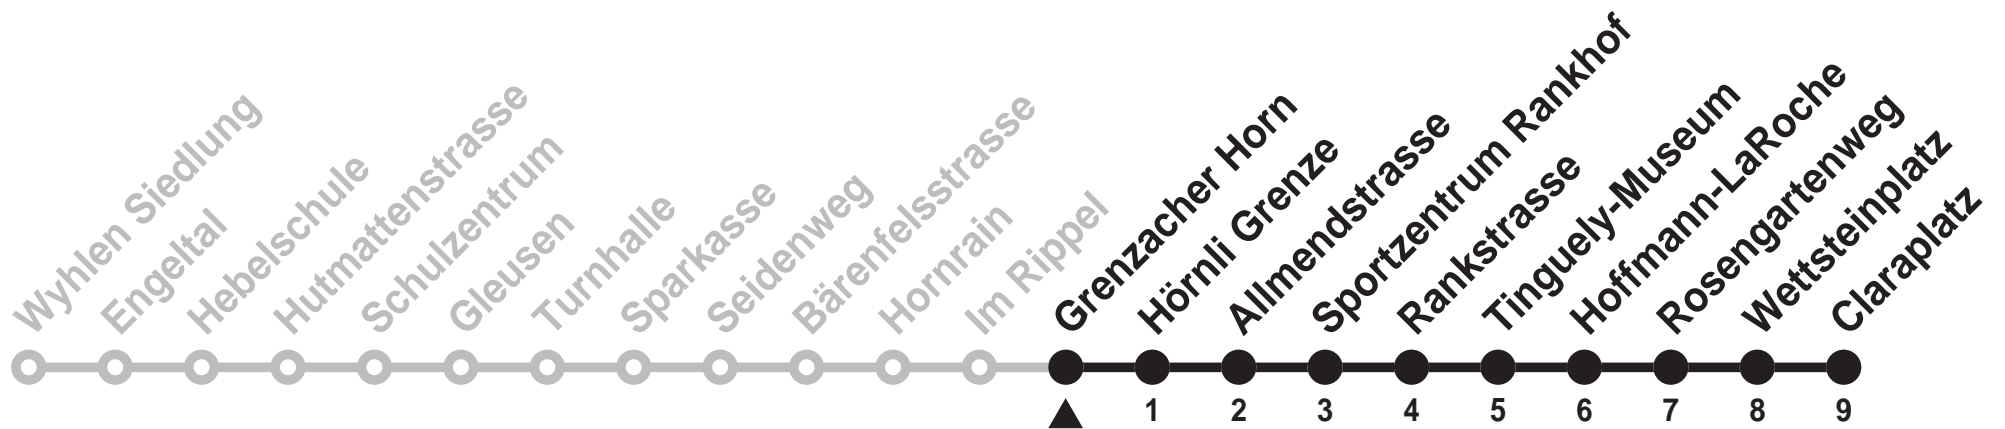 Wyhlen Siedlung
Engeltal
Hebelschule
Hutmattenstrasse
Schulzentrum
Gleusen
Turnhalle
Sparkasse
Seidenweg
Bärenfelsstrasse
Hornrain
Im Rippel
Grenzacher Horn
Hörnli Grenze
Allmendstrasse
Sportzentrum Rankhof
Rankstrasse
Tinguely-Museum
Hoffmann-LaRoche
Rosengartenweg
Wettsteinplatz
Claraplatz
1 2 3 4 5 6 7 8 9